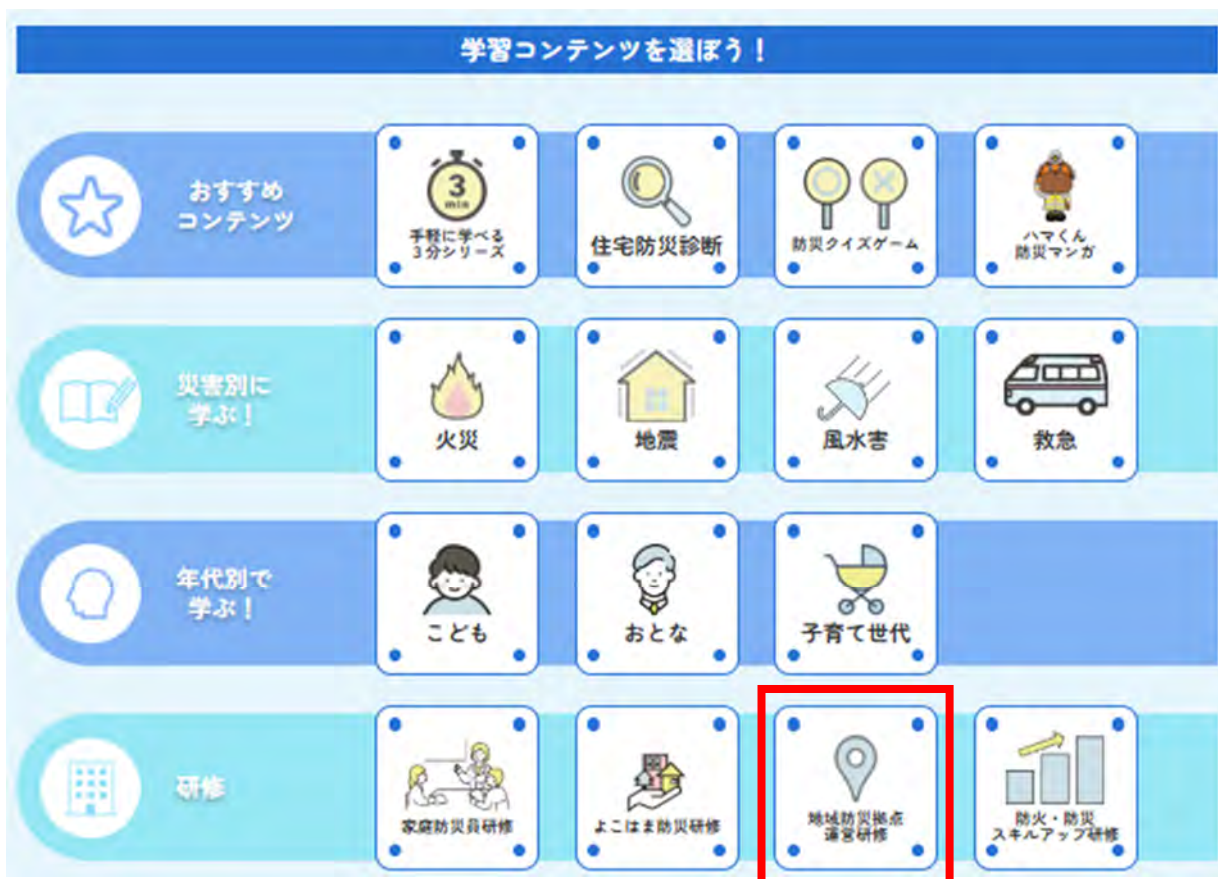 学習コンテンツを選ぼう！
おすすめ
コンテンツ
3
min
手軽に学べる
3分シリーズ
住宅防災診断
防災クイズゲーム
ハマくん
防災マンガ
災害別に
学ぶ！
火災
地震
風水害
救急
年代別で
学ぶ！
こども
おとな
子育て世代
研修
家庭防災員研修
よこはま防災研修
地域防災拠点
運営研修
防火・防災
スキルアップ研修